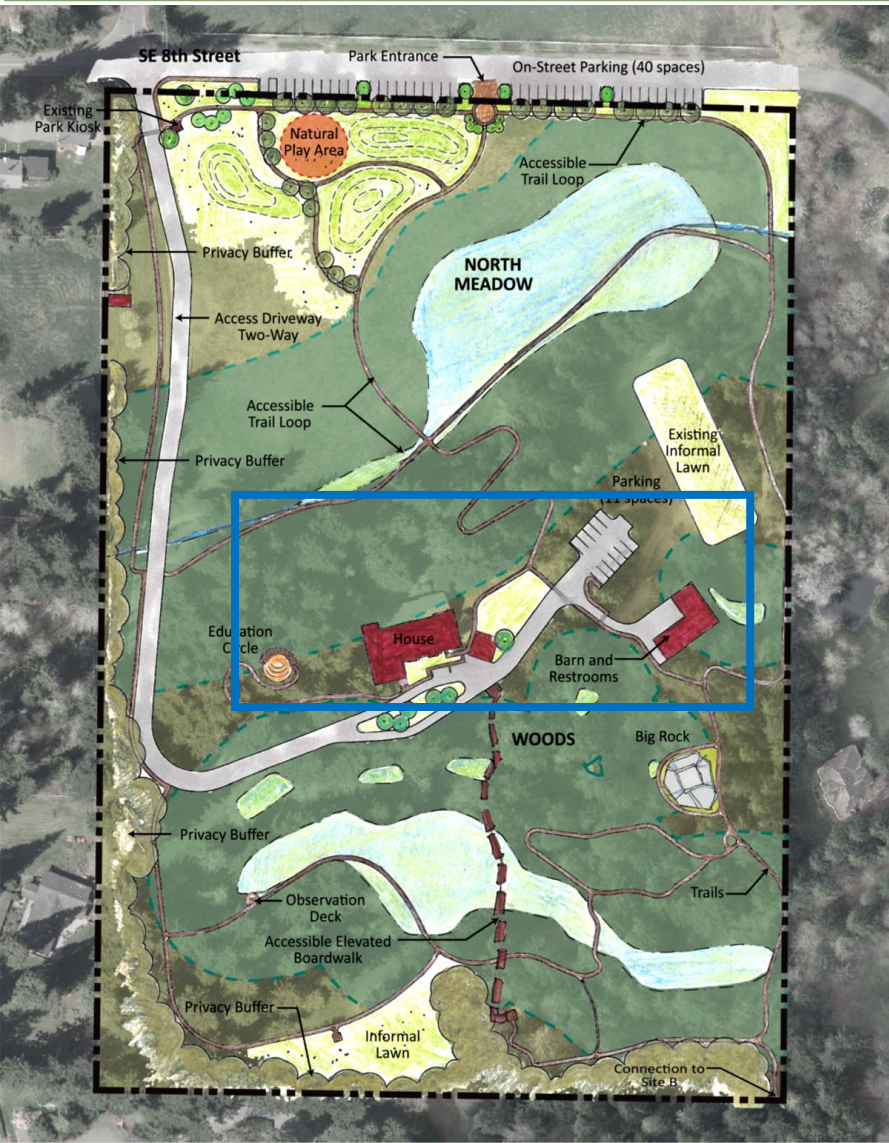 SE 8th Street
Park Entrance
On-Street Parking (40 spaces)
Existing
Park Kiosk
Natural
Play Area
Accessible
Trail Loop
Privacy Buffer
NORTH
MEADOW
Access Driveway
Two-Way
Accessible
Trail Loop
Existing
Informal
Lawn
Privacy Buffer
Parking
(11 spaces)
Education
Circle
House
Barn and
Restrooms
WOODS
Big Rock
Privacy Buffer
Trails
Observation
Deck
Accessible Elevated
Boardwalk
Privacy Buffer
Informal
Lawn
Connection to
Site B